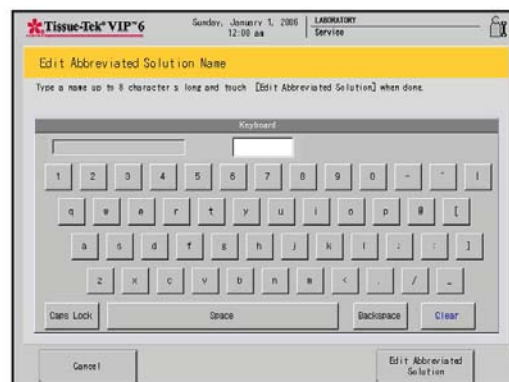 Tissue-Tek® VIP™6
Sunday, January 1, 2006
12:00 am
LABORATORY
Service
Edit Abbreviated Solution Name
Type a name up to 8 character s long and touch [Edit Abbreviated Solution] when done.
Keyboard
1 2 3 4 5 6 7 8 9 0 - ^ |
q w e r t y u i o p @ [
a s d f g h j k l ; : ]
z x c v b n m < . / _
Caps Lock Space Backspace Clear
Cancel
Edit Abbreviated
Solution